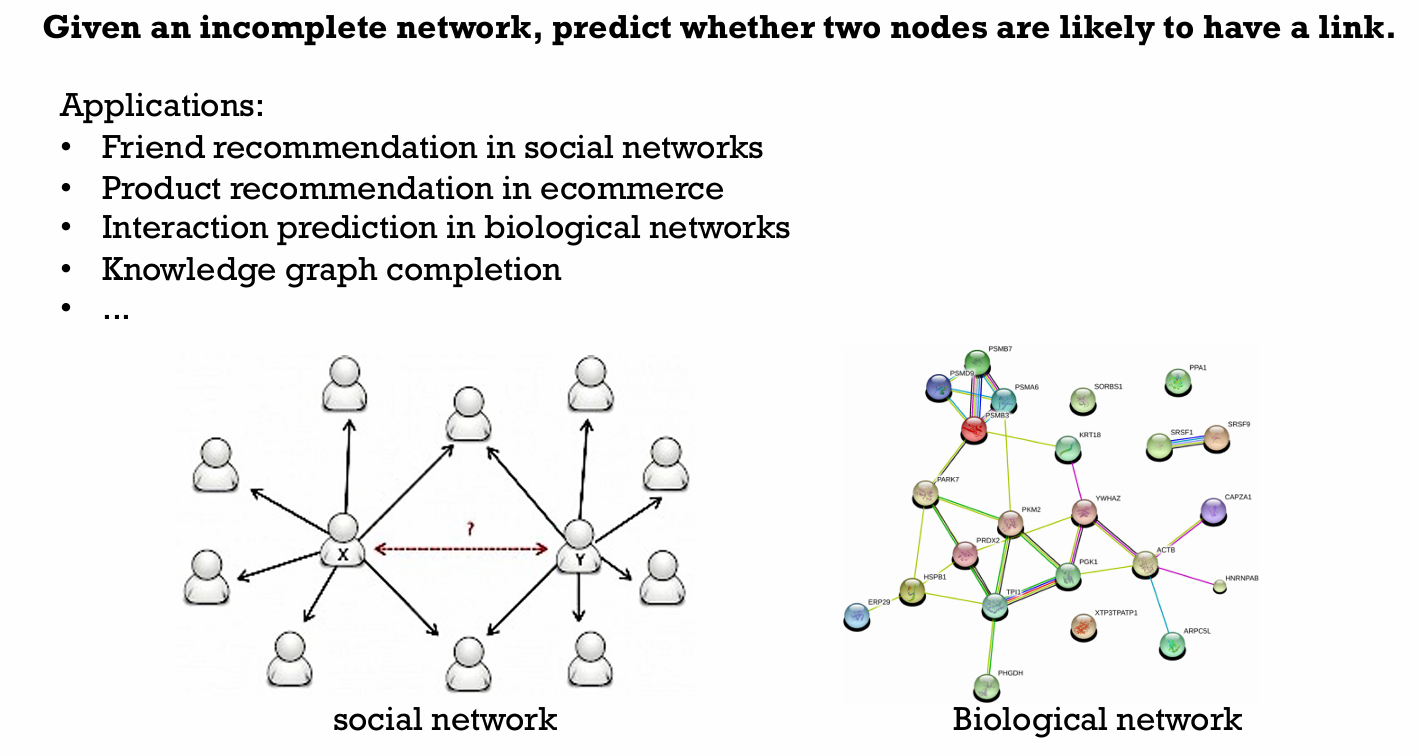 Given an incomplete network, predict whether two nodes are likely to have a link.
Applications:
• Friend recommendation in social networks
• Product recommendation in ecommerce
• Interaction prediction in biological networks
• Knowledge graph completion
• ...
?
X
Y
social network
PSMB7
PSMD9
PSMA6
PPA1
SORBS1
PSMB3
SRSF1
SRSF9
KRT18
PARK7
CAPZA1
YWHAZ
PKM2
PRDX2
ACTB
PGK1
HSPB1
HNRNPAB
TPI1
ERP29
XTP3TPATP1
ARPC5L
PHGDH
Biological network